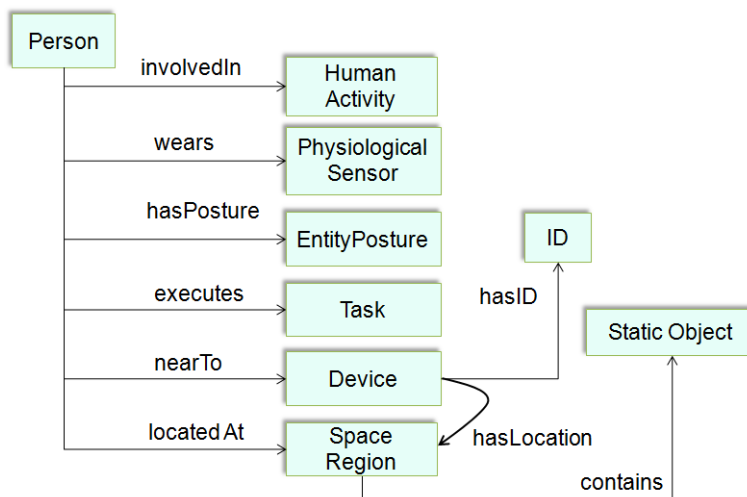 Person
involvedIn
Human
Activity
wears
Physiological
Sensor
hasPosture
EntityPosture
ID
executes
Task
hasID
Static Object
nearTo
Device
located At
Space
Region
hasLocation
contains